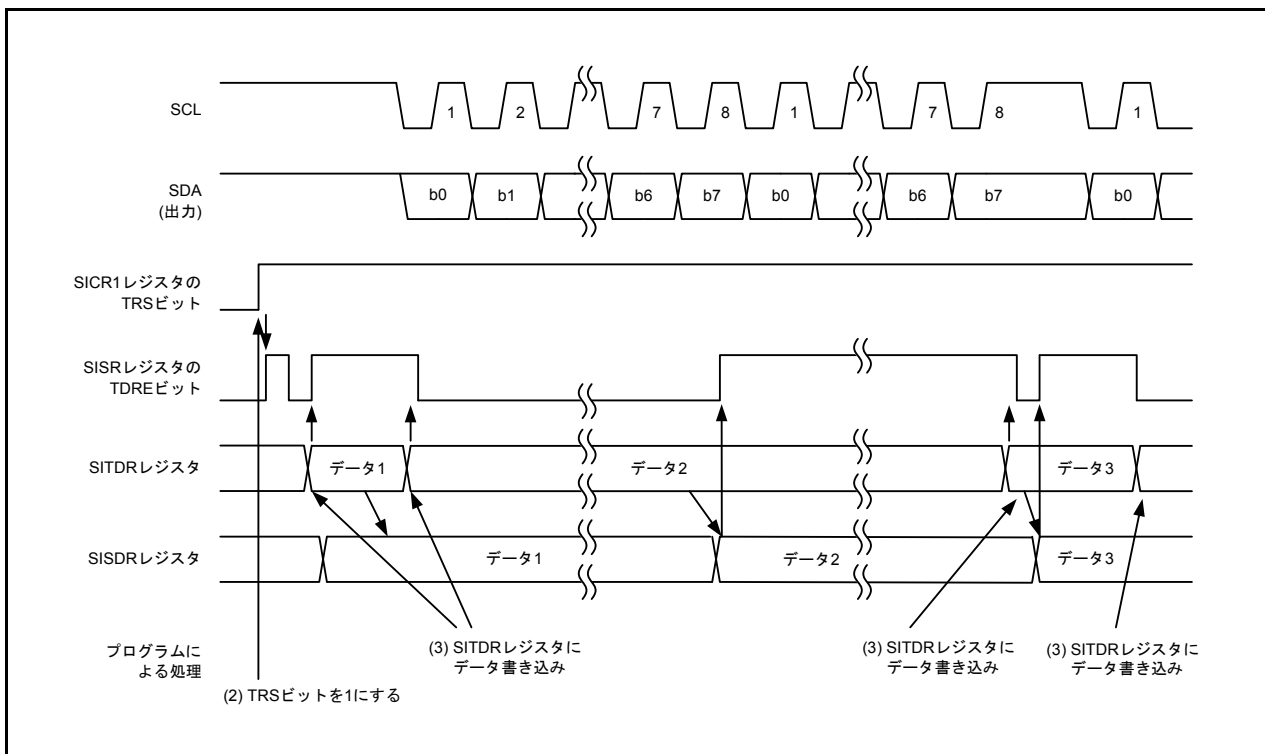 SCL
1 2 7 8 1 7 8 1
SDA
(出力)
b0 b1 b6 b7 b0 b6 b7 b0
SICR1レジスタの
TRSビット
SISRレジスタの
TDREビット
SITDRレジスタ
データ1 データ2 データ3
SISDRレジスタ
データ1 データ2 データ3
プログラムに
よる処理
(2) TRSビットを1にする
(3) SITDRレジスタに
データ書き込み
(3) SITDRレジスタに
データ書き込み
(3) SITDRレジスタに
データ書き込み